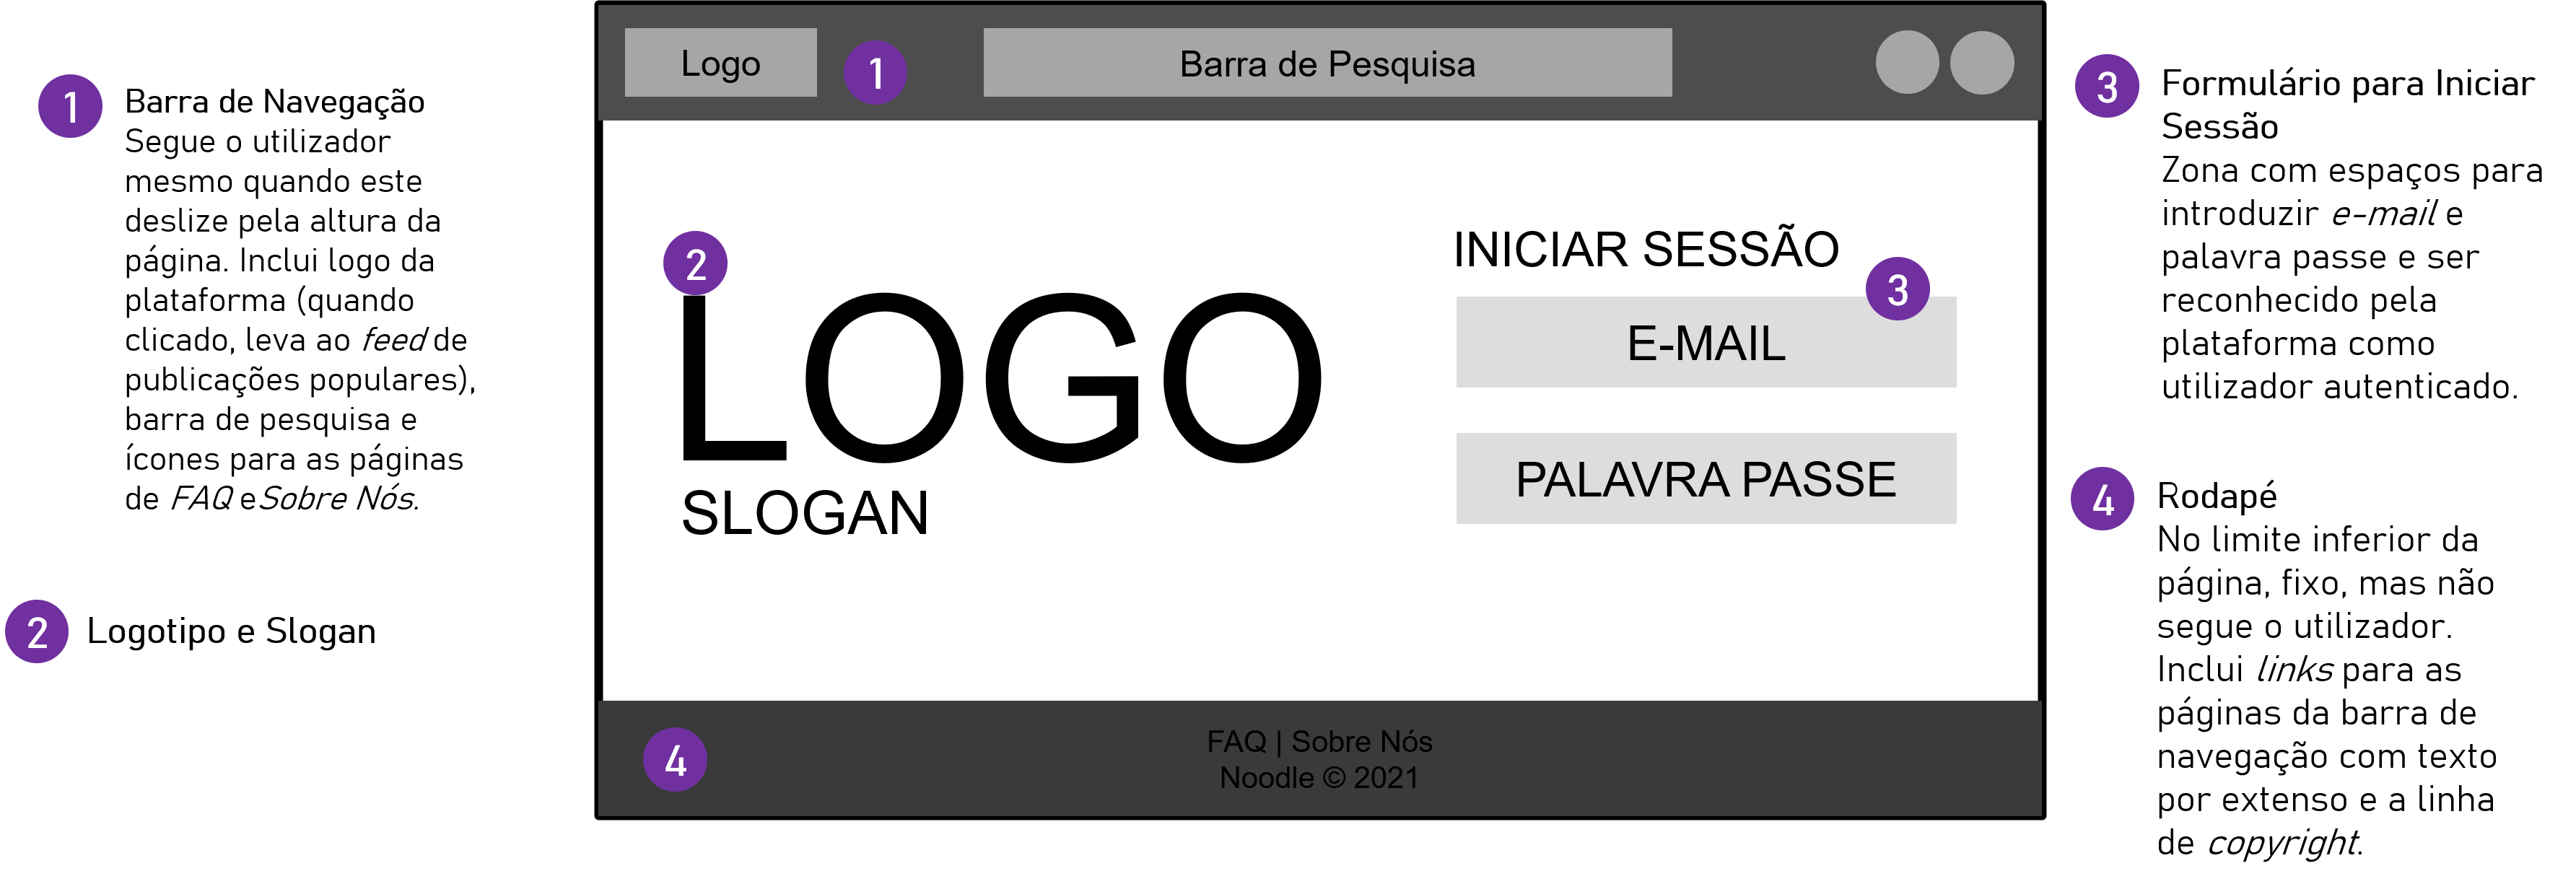 1
Barra de Navegação
Segue o utilizador
mesmo quando este
deslize pela altura da
página. Inclui logo da
plataforma (quando
clicado, leva ao feed de
publicações populares),
barra de pesquisa e
ícones para as páginas
de FAQ e Sobre Nós.
2
Logotipo e Slogan
Logo
1
Barra de Pesquisa
2
LOGO
SLOGAN
INICIAR SESSÃO
3
E-MAIL
PALAVRA PASSE
4
FAQ | Sobre Nós
Noodle © 2021
3
Formulário para Iniciar
Sessão
Zona com espaços para
introduzir e-mail e
palavra passe e ser
reconhecido pela
plataforma como
utilizador autenticado.
4
Rodapé
No limite inferior da
página, fixo, mas não
segue o utilizador.
Inclui links para as
páginas da barra de
navegação com texto
por extenso e a linha
de copyright.